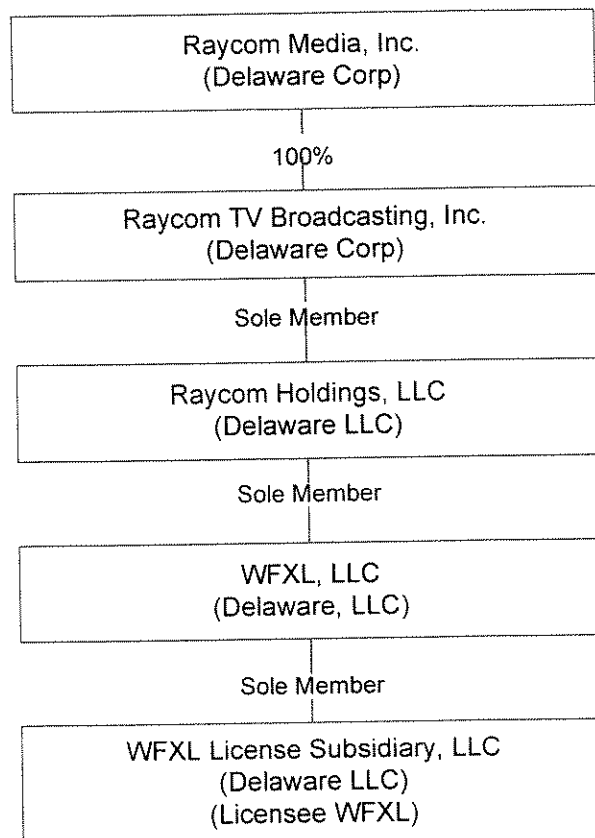 Raycom Media, Inc.
(Delaware Corp)
100%
Raycom TV Broadcasting, Inc.
(Delaware Corp)
Sole Member
Raycom Holdings, LLC
(Delaware LLC)
Sole Member
WFXL, LLC
(Delaware, LLC)
Sole Member
WFXL License Subsidiary, LLC
(Delaware LLC)
(Licensee WFXL)